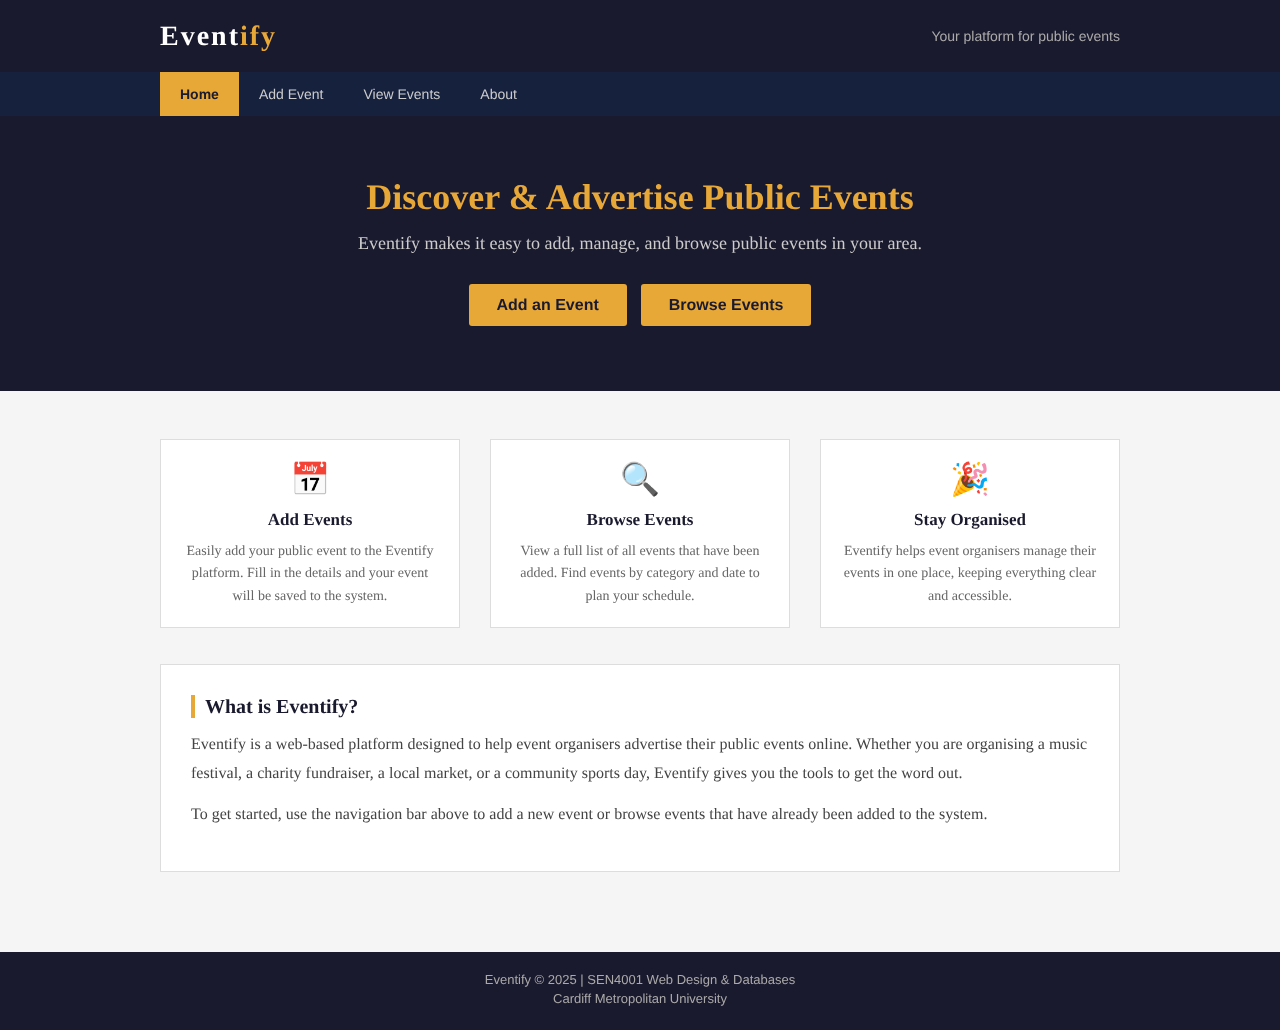 Eventify
Your platform for public events
Home
Add Event
View Events
About
Discover & Advertise Public Events
Eventify makes it easy to add, manage, and browse public events in your area.
Add an Event
Browse Events
July
17
Add Events
Easily add your public event to the Eventify
platform. Fill in the details and your event
will be saved to the system.
Browse Events
View a full list of all events that have been
added. Find events by category and date to
plan your schedule.
Stay Organised
Eventify helps event organisers manage their
events in one place, keeping everything clear
and accessible.
What is Eventify?
Eventify is a web-based platform designed to help event organisers advertise their public events online. Whether you are organising a music
festival, a charity fundraiser, a local market, or a community sports day, Eventify gives you the tools to get the word out.
To get started, use the navigation bar above to add a new event or browse events that have already been added to the system.
Eventify © 2025 | SEN4001 Web Design & Databases
Cardiff Metropolitan University